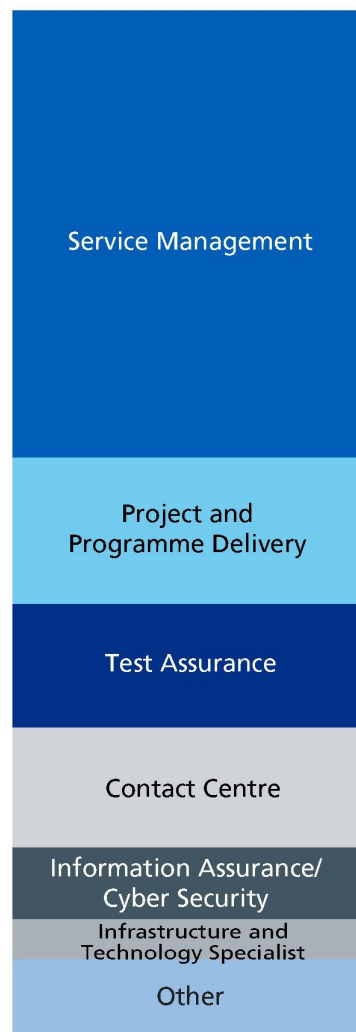 Service Management
Project and
Programme Delivery
Test Assurance
Contact Centre
Information Assurance/
Cyber Security
Infrastructure and
Technology Specialist
Other